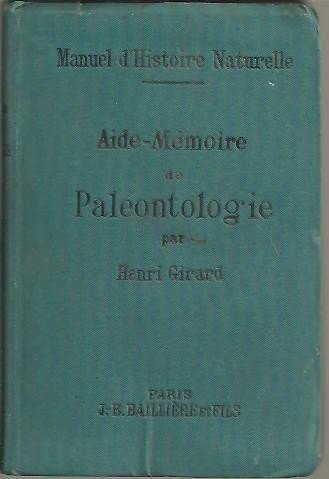 Manuel d'Histoire Naturelle
Aide-Mémoire
de
Paléontologie
par
Henri Girard
PARIS
J.-B. BAILLIÈRE et FILS